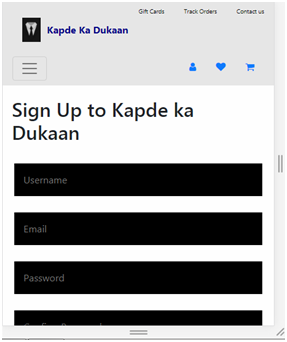 Gift Cards Track Orders Contact us
Kapde Ka Dukaan
Sign Up to Kapde ka
Dukaan
Username
Email
Password